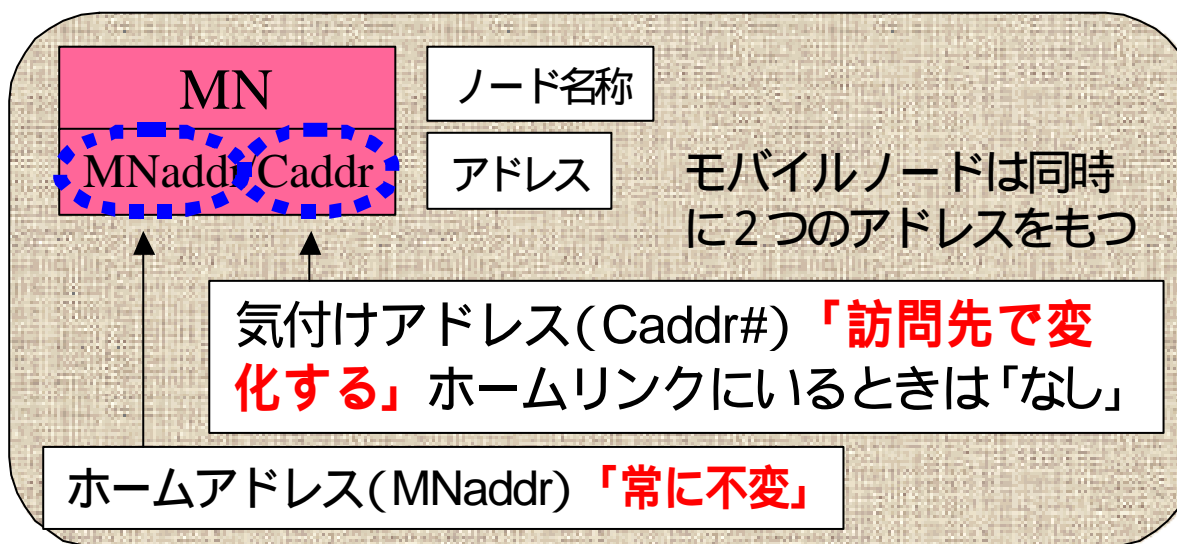 MN
ノード名称
MNaddr/Caddr
アドレス
モバイルノードは同時
に2つのアドレスをもつ
気付けアドレス(Caddr#)「訪問先で変
化する」ホームリンクにいるときは「なし」
ホームアドレス(MNaddr)「常に不変」